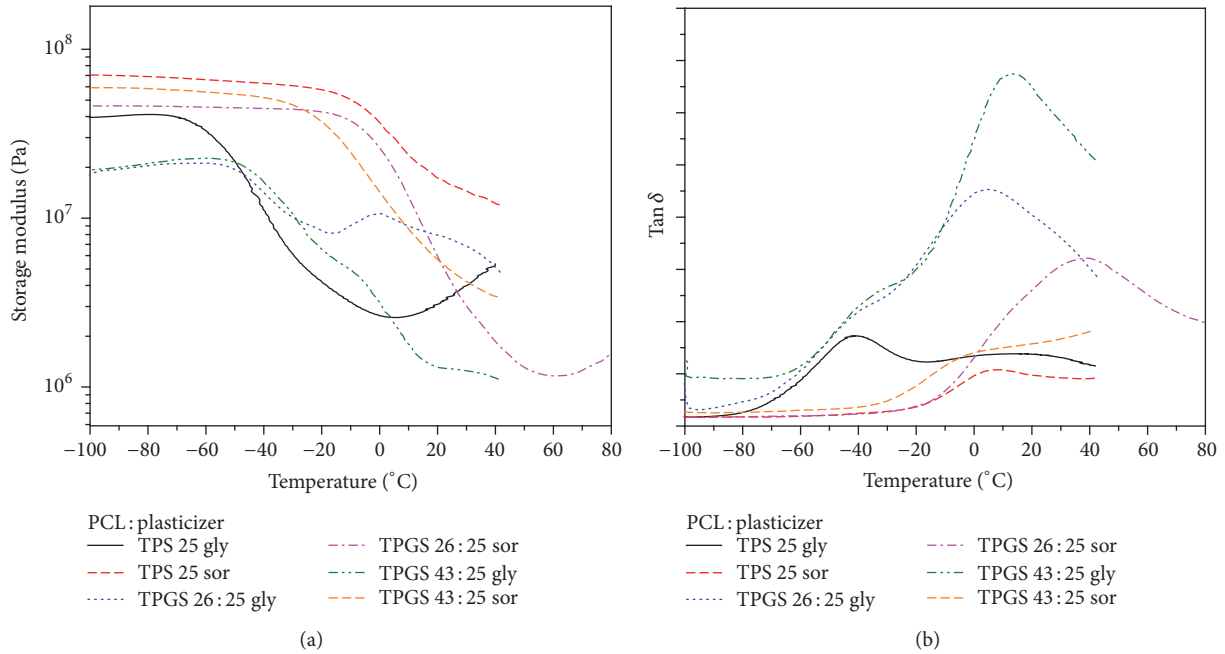 10⁸
10⁷
10⁶
Storage modulus (Pa)
−100 −80 −60 −40 −20 0 20 40 60 80
Temperature (°C)
PCL : plasticizer
TPS 25 gly
TPS 25 sor
TPGS 26 : 25 gly
TPGS 26 : 25 sor
TPGS 43 : 25 gly
TPGS 43 : 25 sor
(a)
Tan δ
−100 −80 −60 −40 −20 0 20 40 60 80
Temperature (°C)
PCL : plasticizer
TPS 25 gly
TPS 25 sor
TPGS 26 : 25 gly
TPGS 26 : 25 sor
TPGS 43 : 25 gly
TPGS 43 : 25 sor
(b)